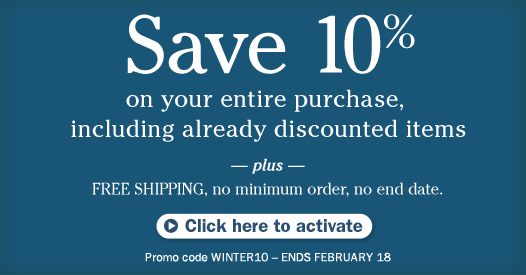 Save 10%
on your entire purchase,
including already discounted items
— plus —
FREE SHIPPING, no minimum order, no end date.
Click here to activate
Promo code WINTER10 – ENDS FEBRUARY 18